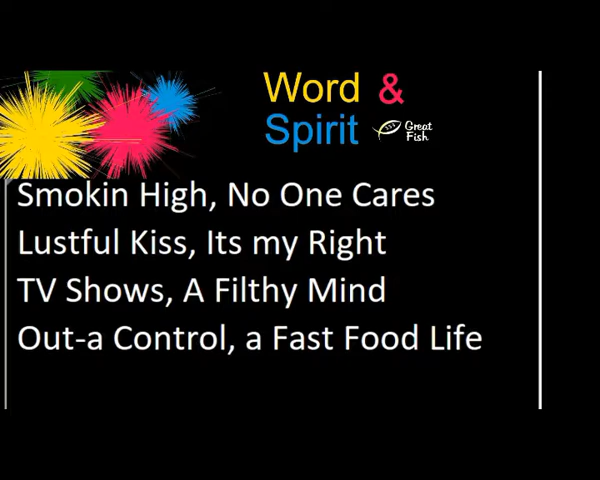 Word &
Spirit
Great
Fish
Smokin High, No One Cares
Lustful Kiss, Its my Right
TV Shows, A Filthy Mind
Out-a Control, a Fast Food Life